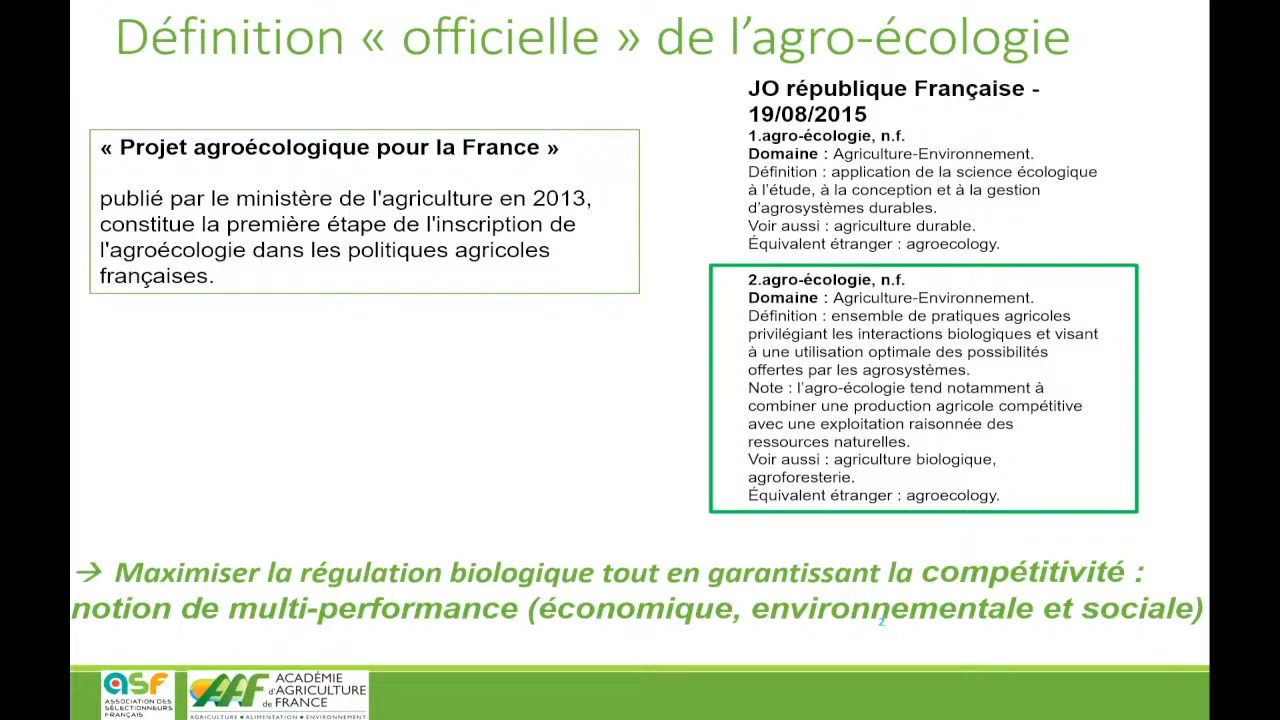 Définition « officielle » de l’agro-écologie
« Projet agroécologique pour la France »
publié par le ministère de l'agriculture en 2013,
constitue la première étape de l'inscription de
l'agroécologie dans les politiques agricoles
françaises.
JO république Française -
19/08/2015
1.agro-écologie, n.f.
Domaine : Agriculture-Environnement.
Définition : application de la science écologique
à l’étude, à la conception et à la gestion
d’agrosystèmes durables.
Voir aussi : agriculture durable.
Équivalent étranger : agroecology.
2.agro-écologie, n.f.
Domaine : Agriculture-Environnement.
Définition : ensemble de pratiques agricoles
privilégiant les interactions biologiques et visant
à une utilisation optimale des possibilités
offertes par les agrosystèmes.
Note : l’agro-écologie tend notamment à
combiner une production agricole compétitive
avec une exploitation raisonnée des
ressources naturelles.
Voir aussi : agriculture biologique,
agroforesterie.
Équivalent étranger : agroecology.
→ Maximiser la régulation biologique tout en garantissant la compétitivité :
notion de multi-performance (économique, environnementale et sociale)
2
asf
ASSOCIATION DES
SÉLECTIONNEURS
FRANÇAIS
AAF
ACADÉMIE
d'AGRICULTURE
de FRANCE
AGRICULTURE • ALIMENTATION • ENVIRONNEMENT